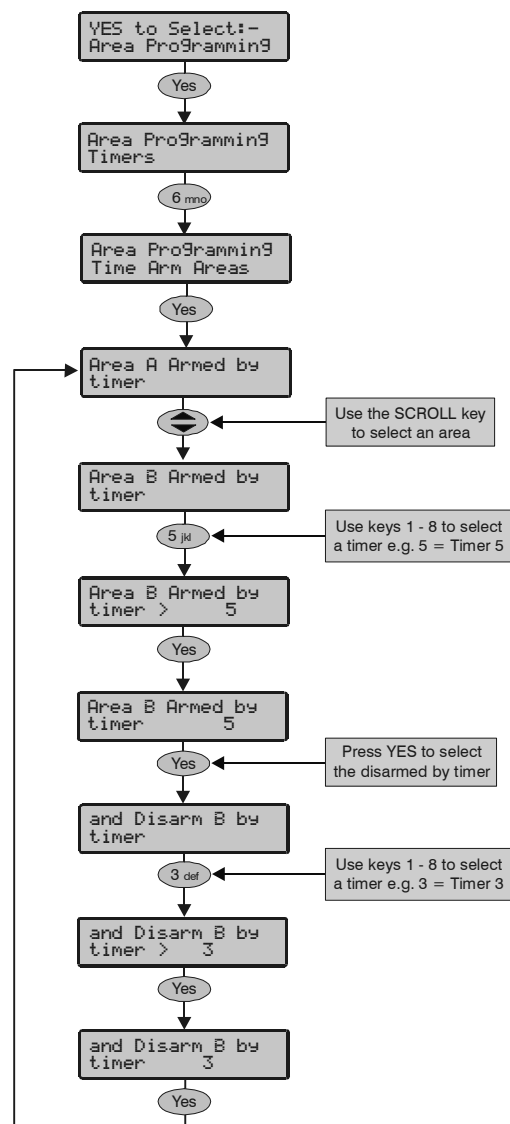 YES to Select:-
Area Programming
Yes
Area Programming
Timers
6 mno
Area Programming
Time Arm Areas
Yes
Area A Armed by
timer
Use the SCROLL key
to select an area
Area B Armed by
timer
5 jkl
Use keys 1 - 8 to select
a timer e.g. 5 = Timer 5
Area B Armed by
timer > 5
Yes
Area B Armed by
timer 5
Yes
Press YES to select
the disarmed by timer
and Disarm B by
timer
3 def
Use keys 1 - 8 to select
a timer e.g. 3 = Timer 3
and Disarm B by
timer > 3
Yes
and Disarm B by
timer 3
Yes